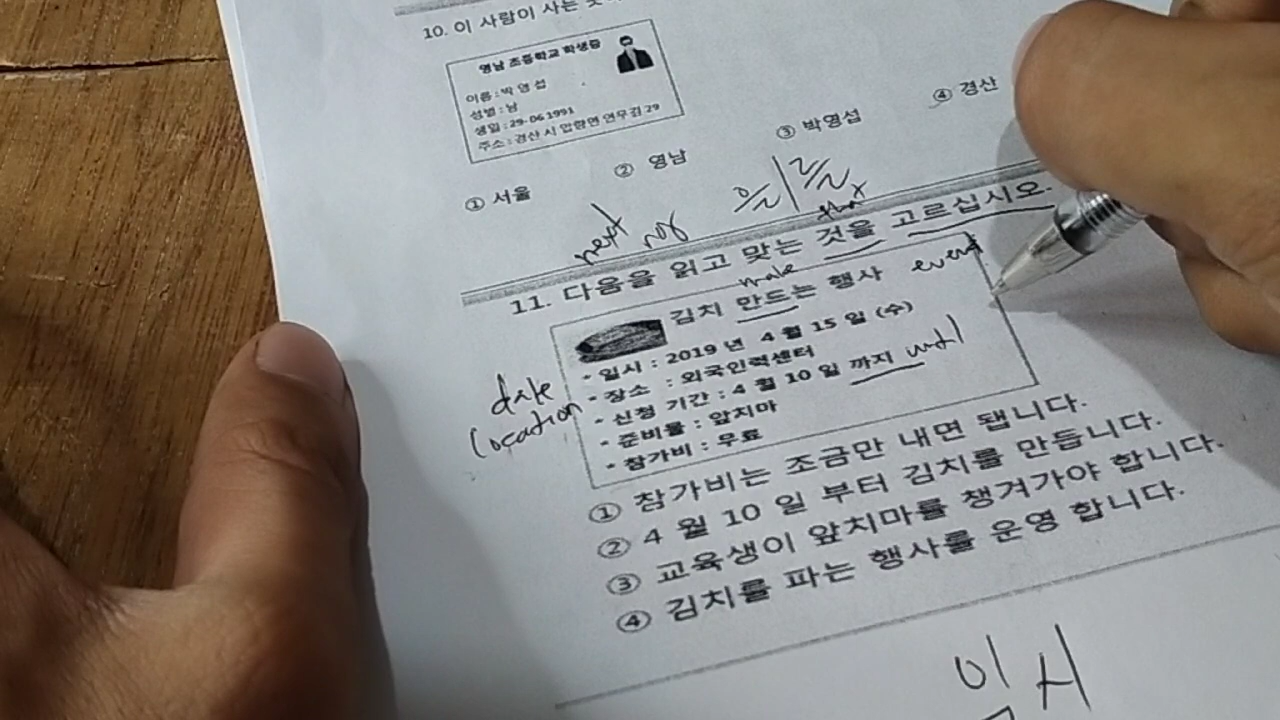 10. 이 사람이 사는
영남 초등학교 학생증
이름 : 박 영 섭
성별 : 남
생일 : 29-06 1991
주소 : 경산 시 압량면 연우길 29
① 서울 ② 영남 ③ 박영섭 ④ 경산
next
을/를
that
11. 다음을 읽고 맞는 것을 고르십시오.
make
김치 만드는 행사 event
- 일시 : 2019 년 4 월 15 일 (수)
date
- 장소 : 외국인력센터
location
- 신청 기간 : 4 월 10 일 까지 until
- 준비물 : 앞치마
- 참가비 : 무료
① 참가비는 조금만 내면 됩니다.
② 4 월 10 일 부터 김치를 만듭니다.
③ 교육생이 앞치마를 챙겨가야 합니다.
④ 김치를 파는 행사를 운영 합니다.